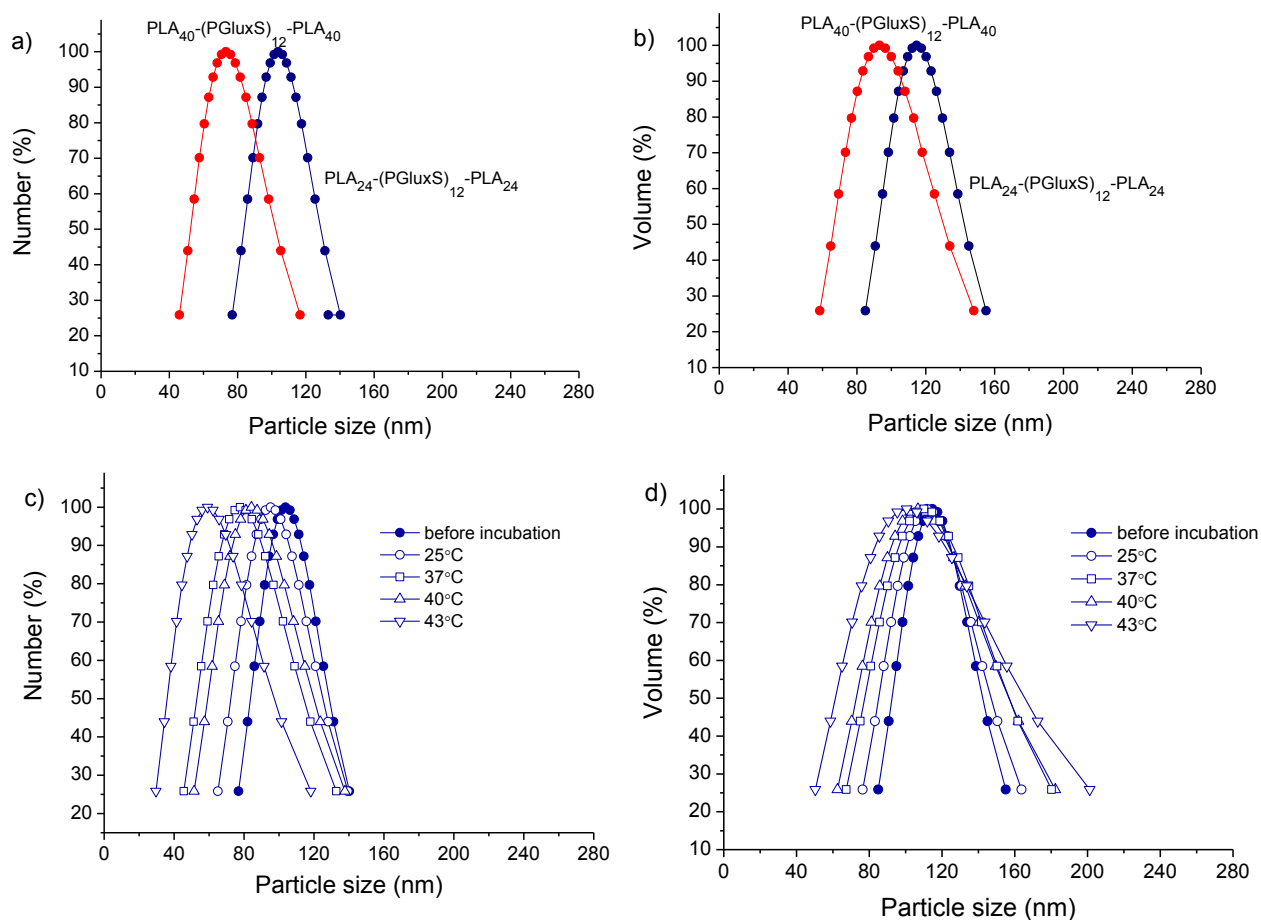 a)
PLA40-(PGluxS)12-PLA40
PLA24-(PGluxS)12-PLA24
Number (%)
100
90
80
70
60
50
40
30
20
10
0 40 80 120 160 200 240 280
Particle size (nm)
b)
PLA40-(PGluxS)12-PLA40
PLA24-(PGluxS)12-PLA24
Volume (%)
100
90
80
70
60
50
40
30
20
10
0 40 80 120 160 200 240 280
Particle size (nm)
c)
before incubation
25°C
37°C
40°C
43°C
Number (%)
100
90
80
70
60
50
40
30
20
0 40 80 120 160 200 240 280
Particle size (nm)
d)
before incubation
25°C
37°C
40°C
43°C
Volume (%)
100
90
80
70
60
50
40
30
20
10
0 40 80 120 160 200 240 280
Particle size (nm)